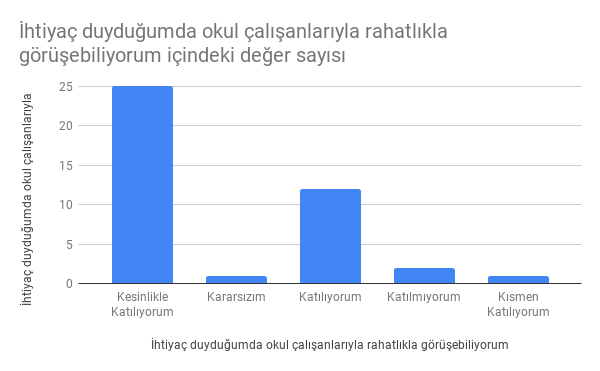 İhtiyaç duyduğumda okul çalışanlarıyla rahatlıkla
görüşebiliyorum içindeki değer sayısı
İhtiyaç duyduğumda okul çalışanlarıyla
25
20
15
10
5
0
Kesinlikle
Katılıyorum
Kararsızım
Katılıyorum
Katılmıyorum
Kısmen
Katılıyorum
İhtiyaç duyduğumda okul çalışanlarıyla rahatlıkla görüşebiliyorum